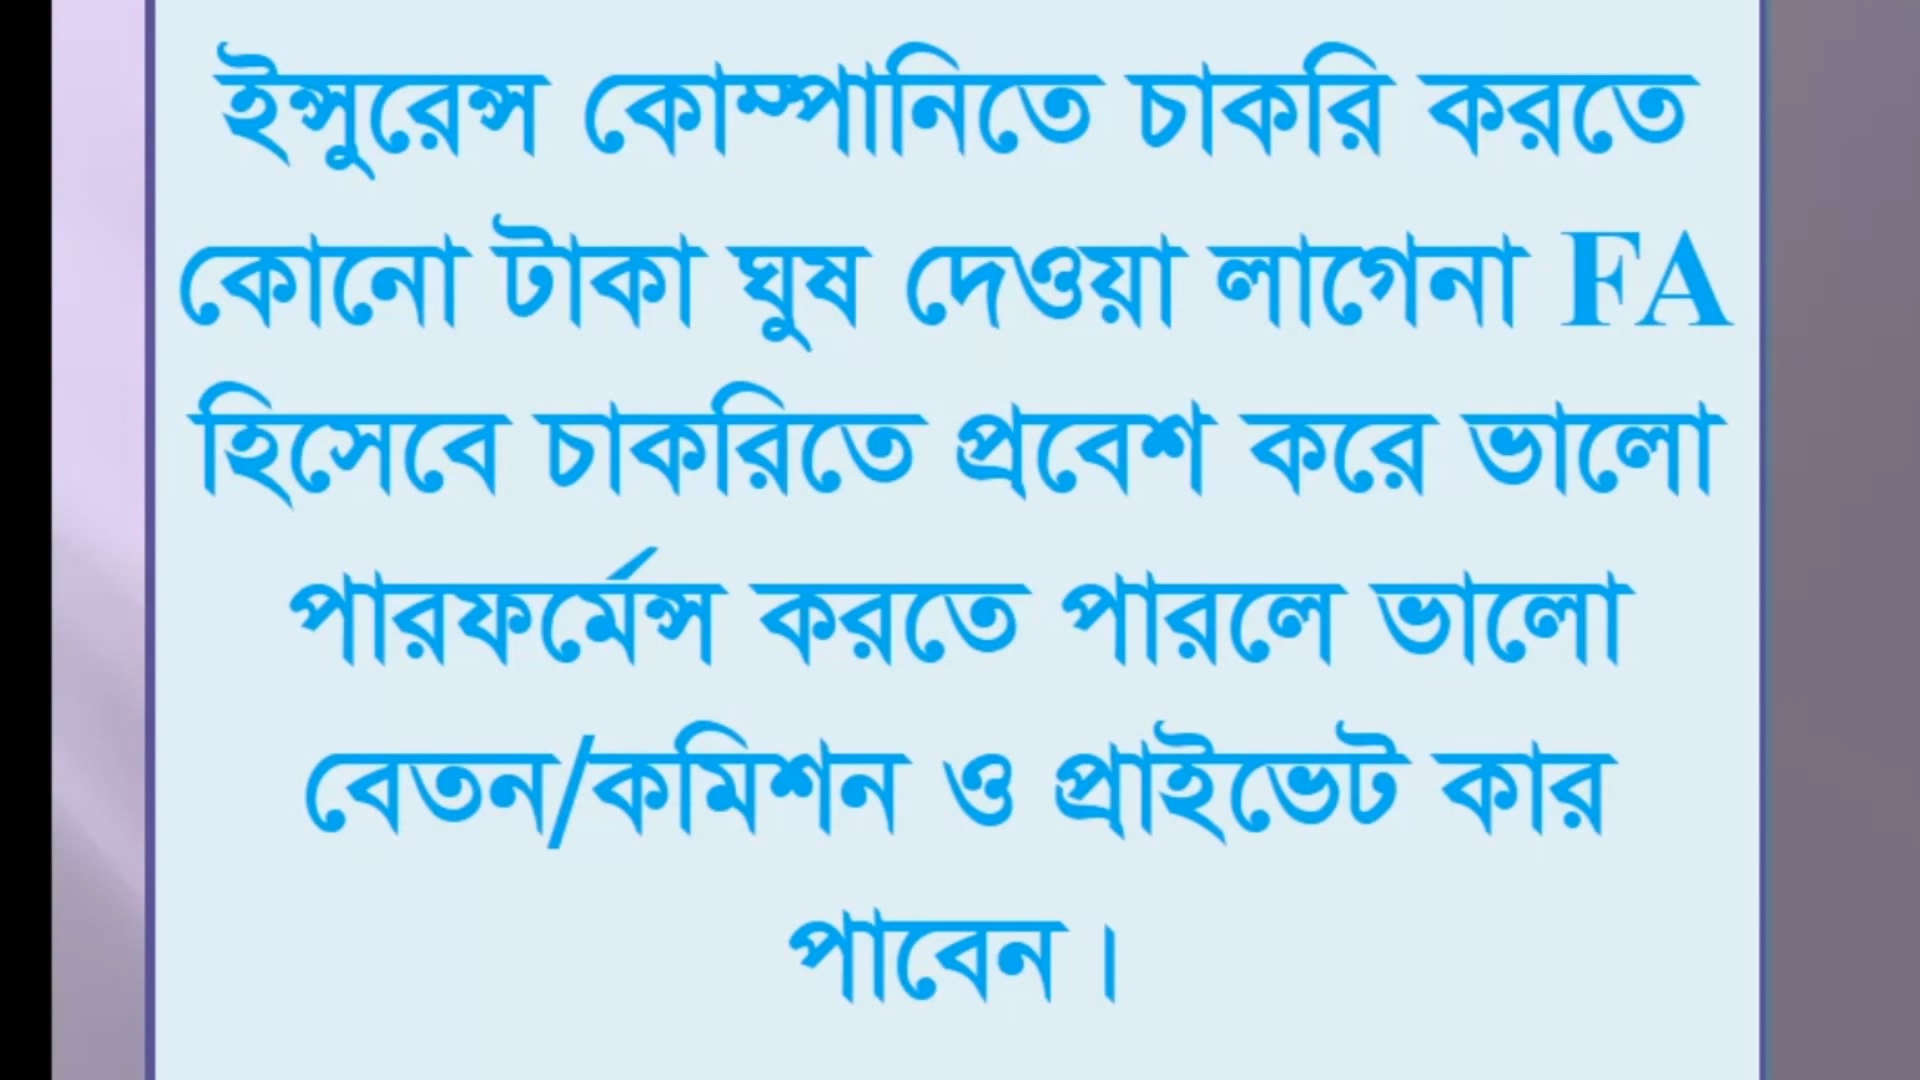 ইন্সুরেন্স কোম্পানিতে চাকরি করতে
কোনো টাকা ঘুষ দেওয়া লাগেনা FA
হিসেবে চাকরিতে প্রবেশ করে ভালো
পারফর্মেন্স করতে পারলে ভালো
বেতন/কমিশন ও প্রাইভেট কার
পাবেন।